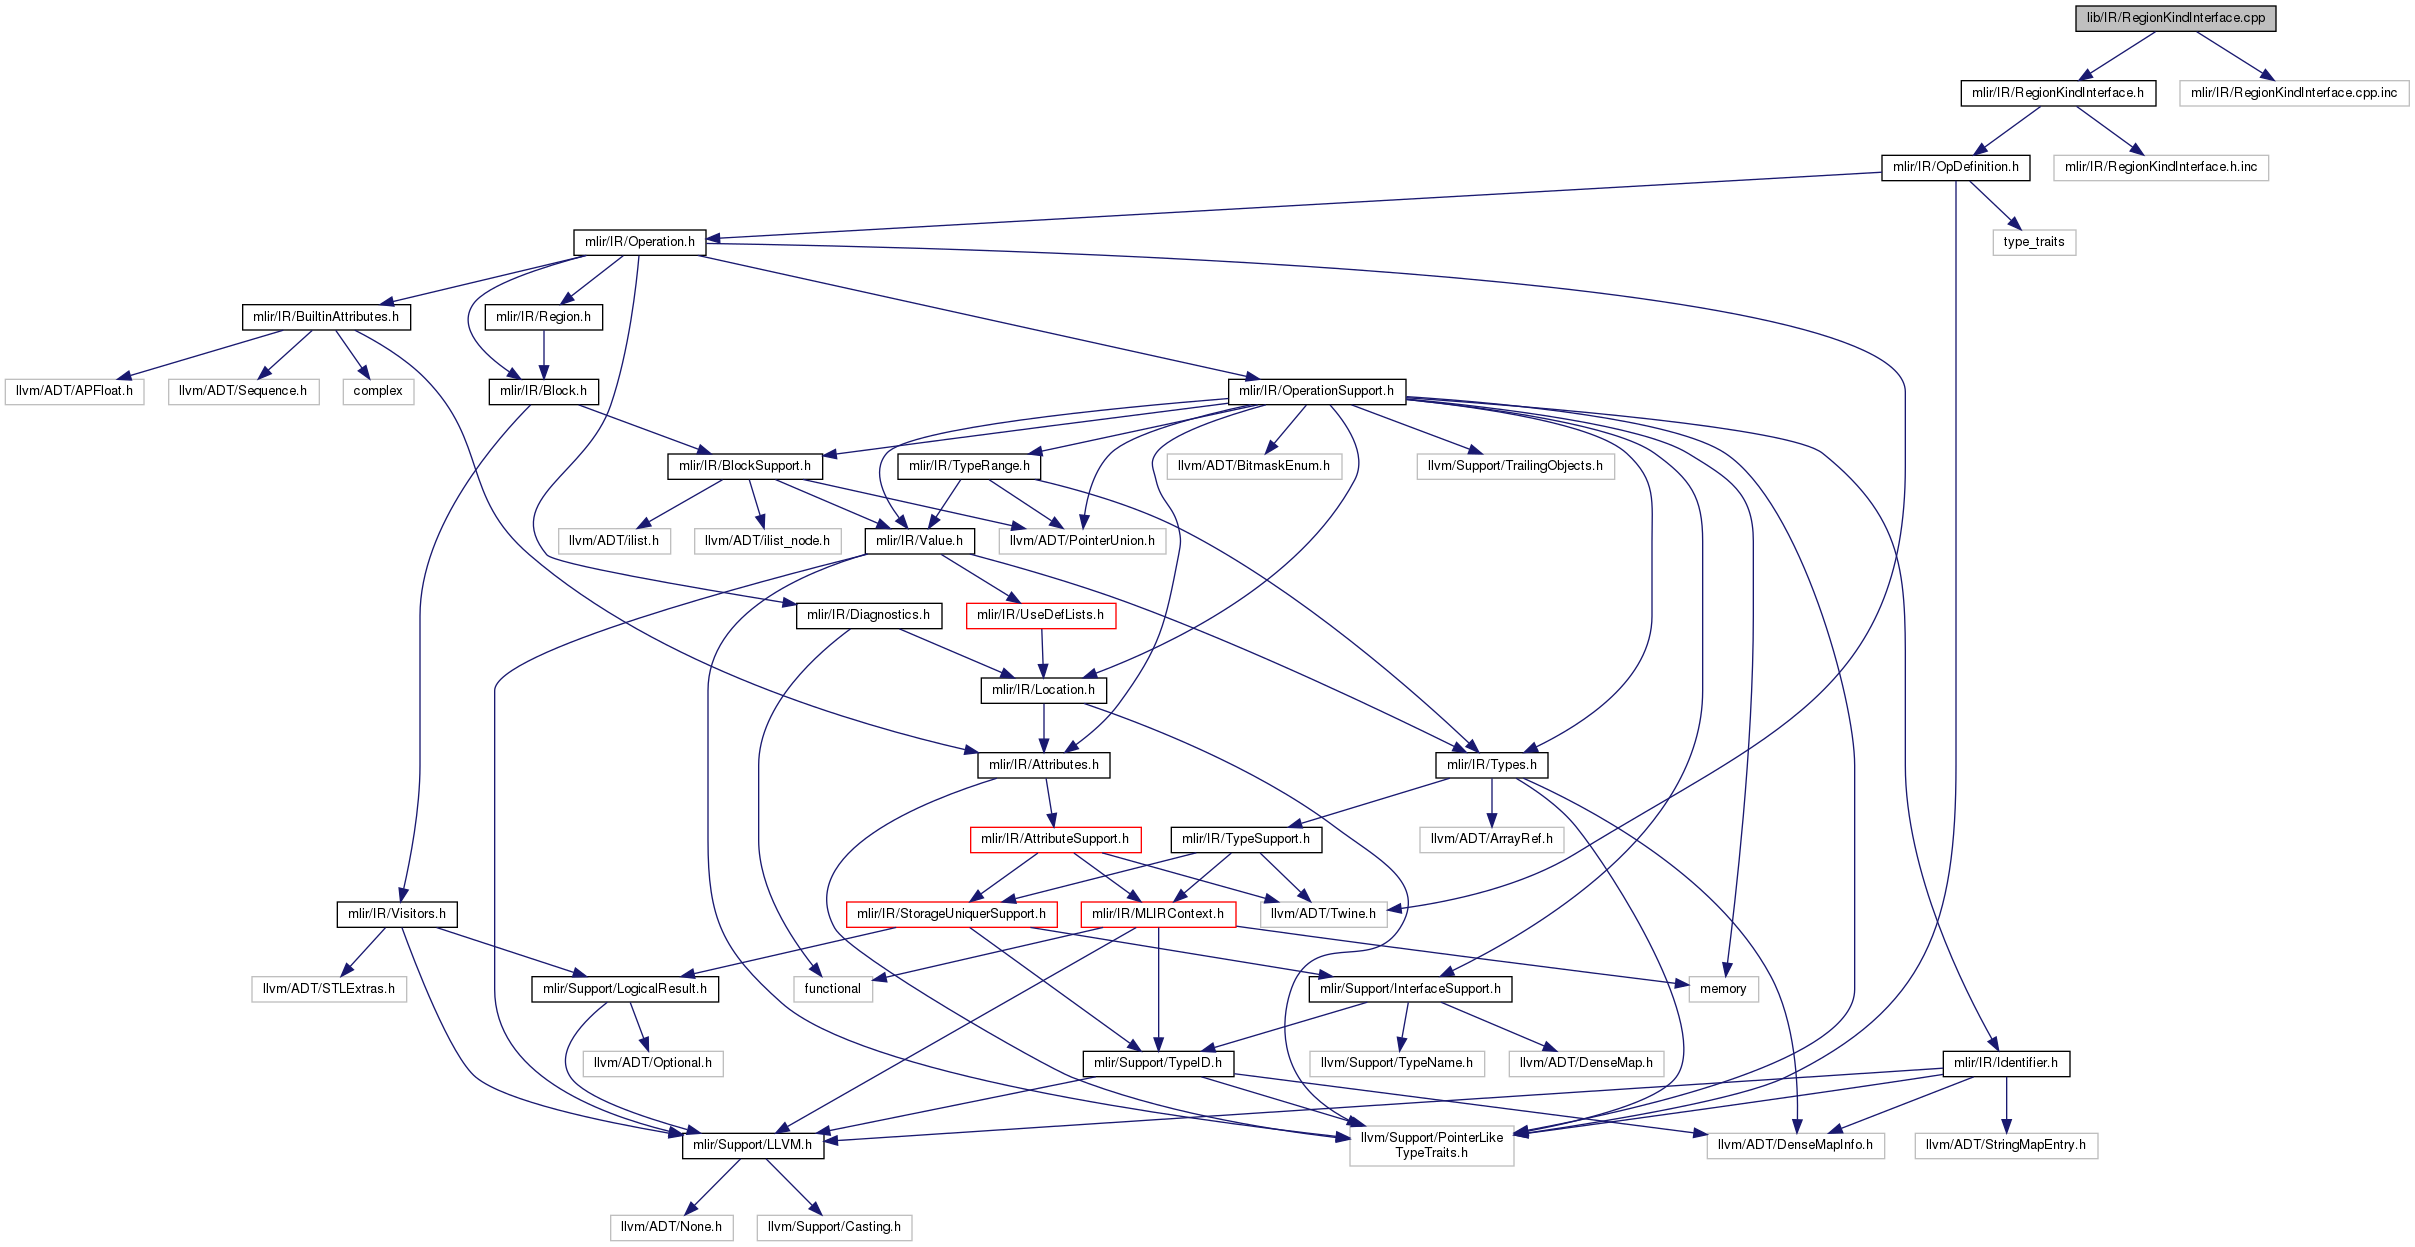 lib/IR/RegionKindInterface.cpp
mlir/IR/RegionKindInterface.h
mlir/IR/RegionKindInterface.cpp.inc
mlir/IR/OpDefinition.h
mlir/IR/RegionKindInterface.h.inc
mlir/IR/Operation.h
type_traits
mlir/IR/BuiltinAttributes.h
mlir/IR/Region.h
llvm/ADT/APFloat.h
llvm/ADT/Sequence.h
complex
mlir/IR/Block.h
mlir/IR/OperationSupport.h
mlir/IR/BlockSupport.h
mlir/IR/TypeRange.h
llvm/ADT/BitmaskEnum.h
llvm/Support/TrailingObjects.h
llvm/ADT/ilist.h
llvm/ADT/ilist_node.h
mlir/IR/Value.h
llvm/ADT/PointerUnion.h
mlir/IR/Diagnostics.h
mlir/IR/UseDefLists.h
mlir/IR/Location.h
mlir/IR/Attributes.h
mlir/IR/Types.h
mlir/IR/AttributeSupport.h
mlir/IR/TypeSupport.h
llvm/ADT/ArrayRef.h
mlir/IR/Visitors.h
mlir/IR/StorageUniquerSupport.h
mlir/IR/MLIRContext.h
llvm/ADT/Twine.h
llvm/ADT/STLExtras.h
mlir/Support/LogicalResult.h
functional
mlir/Support/InterfaceSupport.h
memory
llvm/ADT/Optional.h
mlir/Support/TypeID.h
llvm/Support/TypeName.h
llvm/ADT/DenseMap.h
mlir/IR/Identifier.h
mlir/Support/LLVM.h
llvm/Support/PointerLike
TypeTraits.h
llvm/ADT/DenseMapInfo.h
llvm/ADT/StringMapEntry.h
llvm/ADT/None.h
llvm/Support/Casting.h